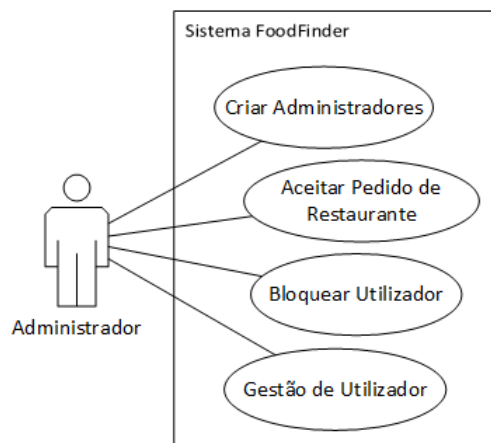 Sistema FoodFinder
Criar Administradores
Aceitar Pedido de
Restaurante
Bloquear Utilizador
Administrador
Gestão de Utilizador